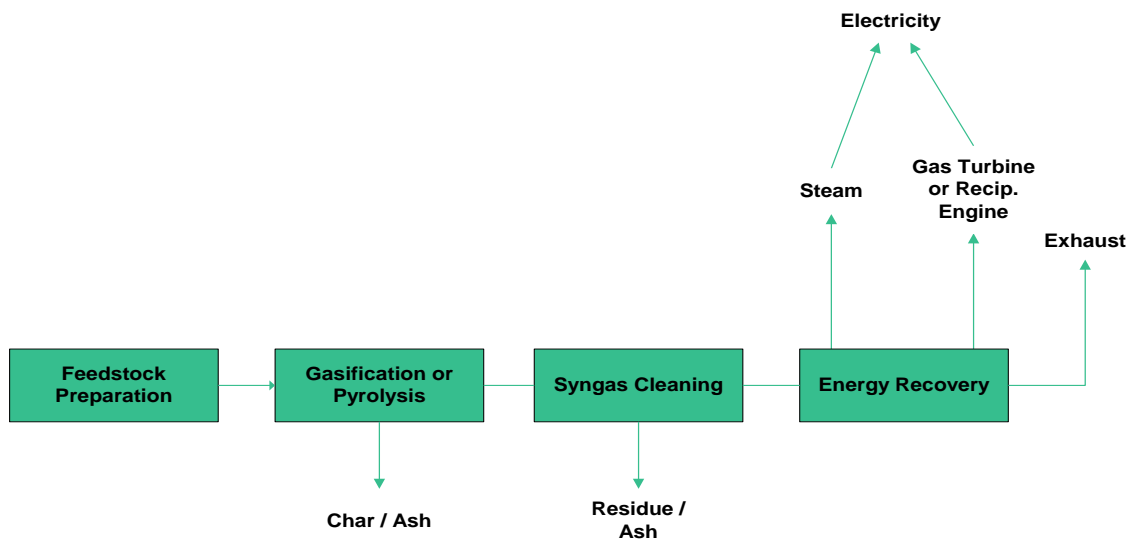 Electricity
Steam
Gas Turbine
or Recip.
Engine
Exhaust
Feedstock
Preparation
Gasification or
Pyrolysis
Syngas Cleaning
Energy Recovery
Char / Ash
Residue /
Ash